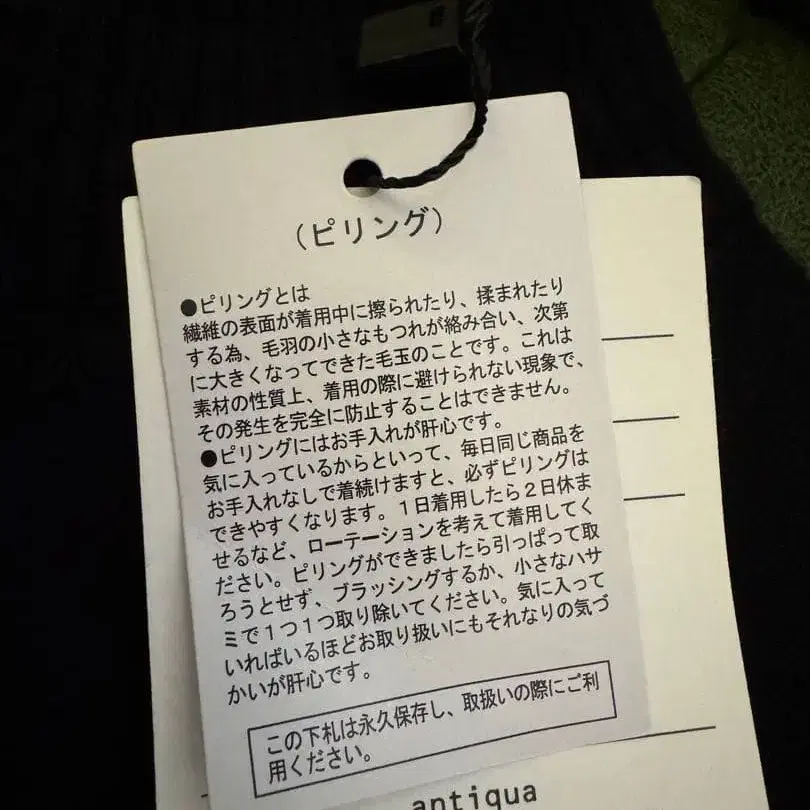 （ピリング）
●ピリングとは
繊維の表面が着用中に擦られたり、揉まれたり
する為、毛羽の小さなもつれが絡み合い、次第
に大きくなってできた毛玉のことです。これは
素材の性質上、着用の際に避けられない現象で、
その発生を完全に防止することはできません。
●ピリングにはお手入れが肝心です。
気に入っているからといって、毎日同じ商品を
お手入れなしで着続けますと、必ずピリングは
できやすくなります。１日着用したら２日休ま
せるなど、ローテーションを考えて着用してく
ださい。ピリングができましたら引っぱって取
ろうとせず、ブラッシングするか、小さなハサ
ミで１つ１つ取り除いてください。気に入って
いればいるほどお取り扱いにもそれなりの気づ
かいが肝心です。
この下札は永久保存し、取扱いの際にご利
用ください。
antiqua